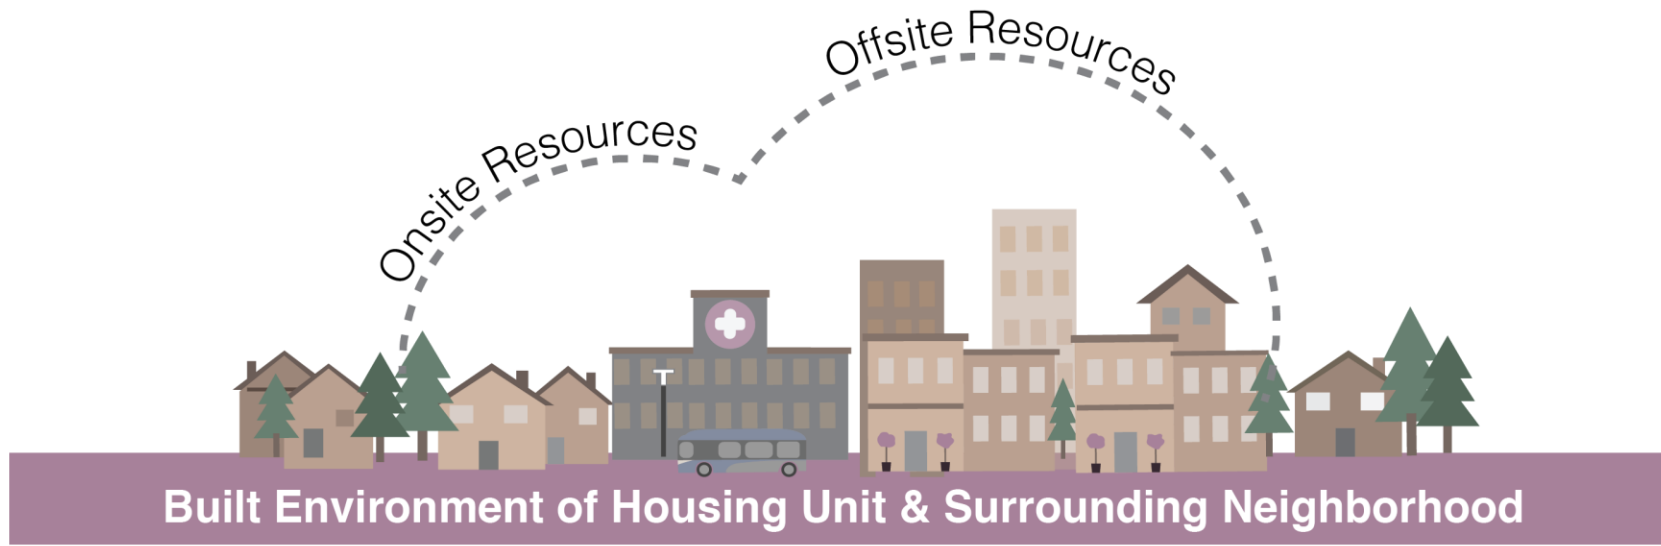 Offsite Resources
Onsite Resources
Built Environment of Housing Unit & Surrounding Neighborhood